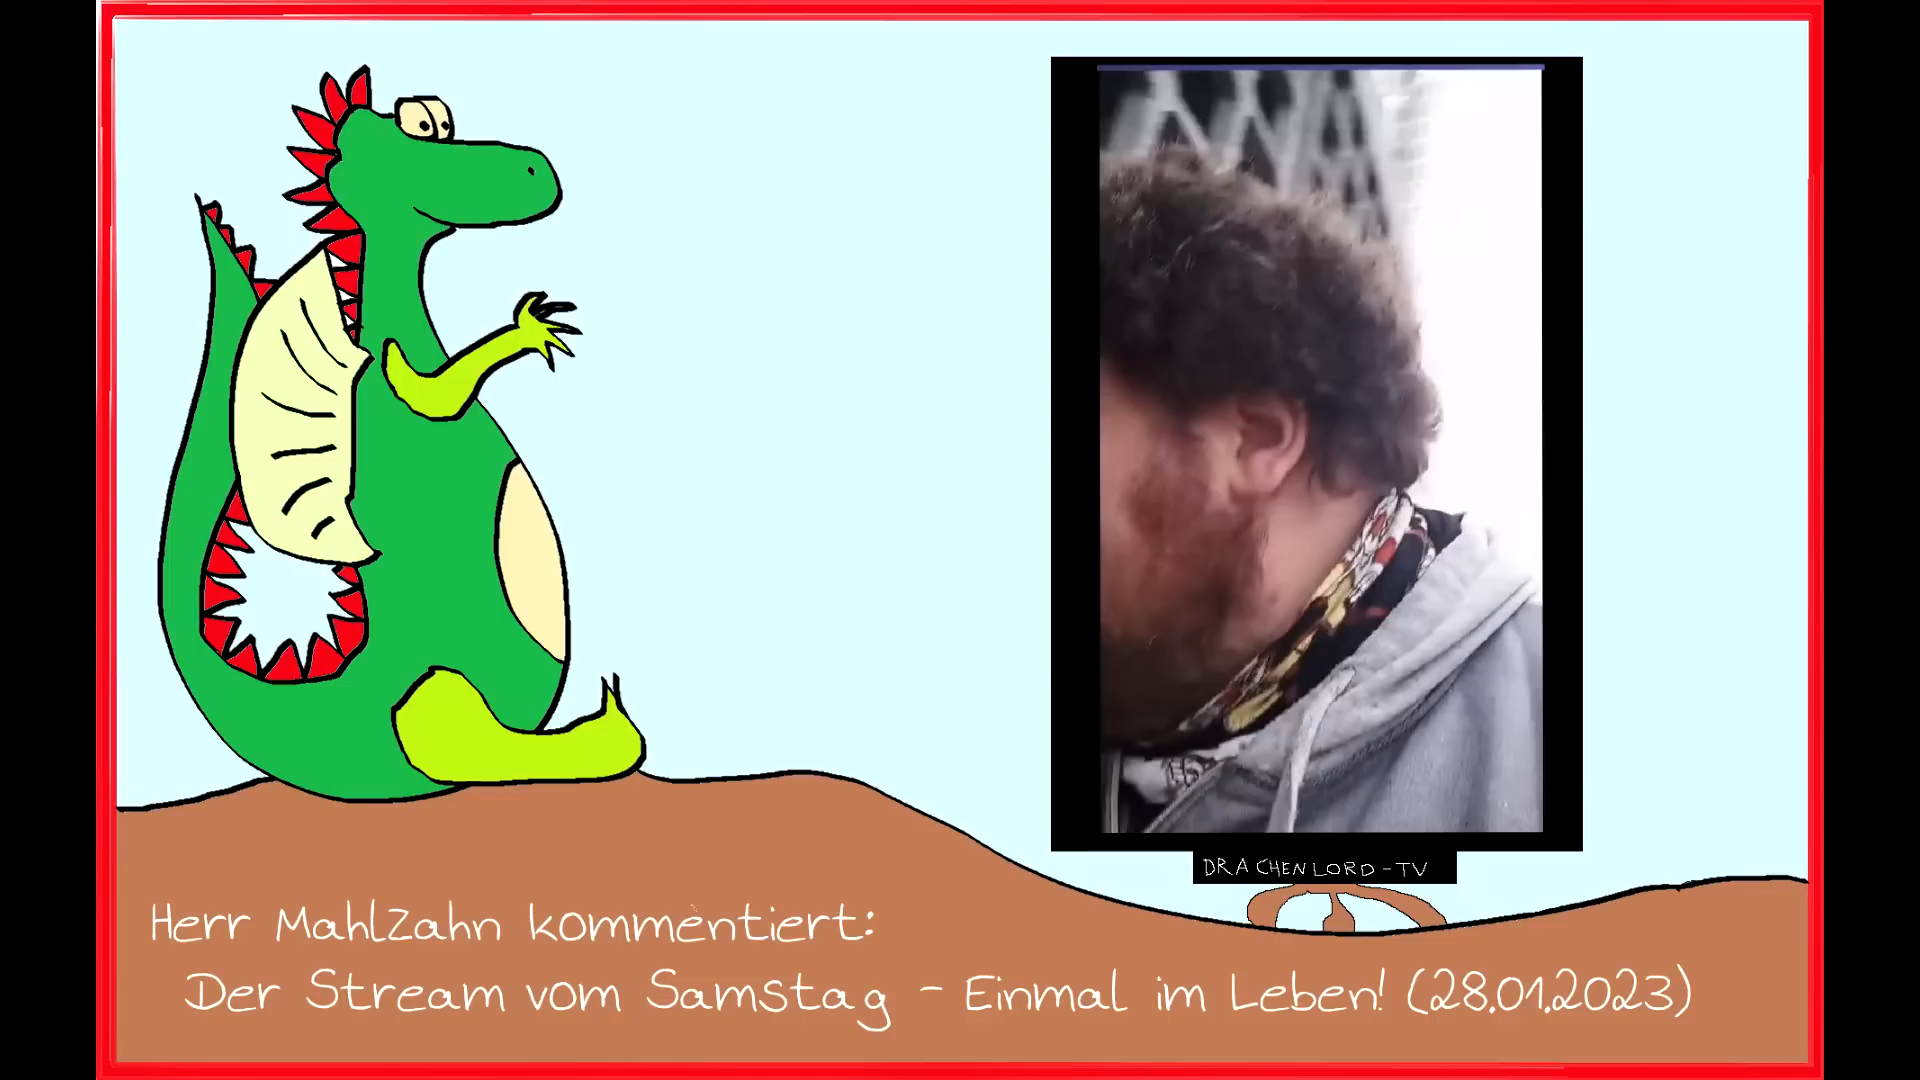 DRACHENLORD-TV
Herr Mahlzahn kommentiert:
Der Stream vom Samstag - Einmal im Leben! (28.01.2023)